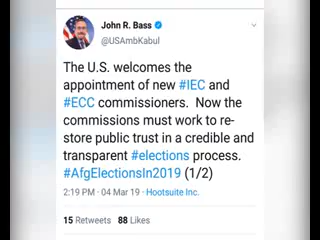 John R. Bass
@USAmbKabul
The U.S. welcomes the
appointment of new #IEC and
#ECC commissioners.  Now the
commissions must work to re-
store public trust in a credible and
transparent #elections process.
#AfgElectionsIn2019 (1/2)
2:19 PM · 04 Mar 19 · Hootsuite Inc.
15 Retweets  88 Likes